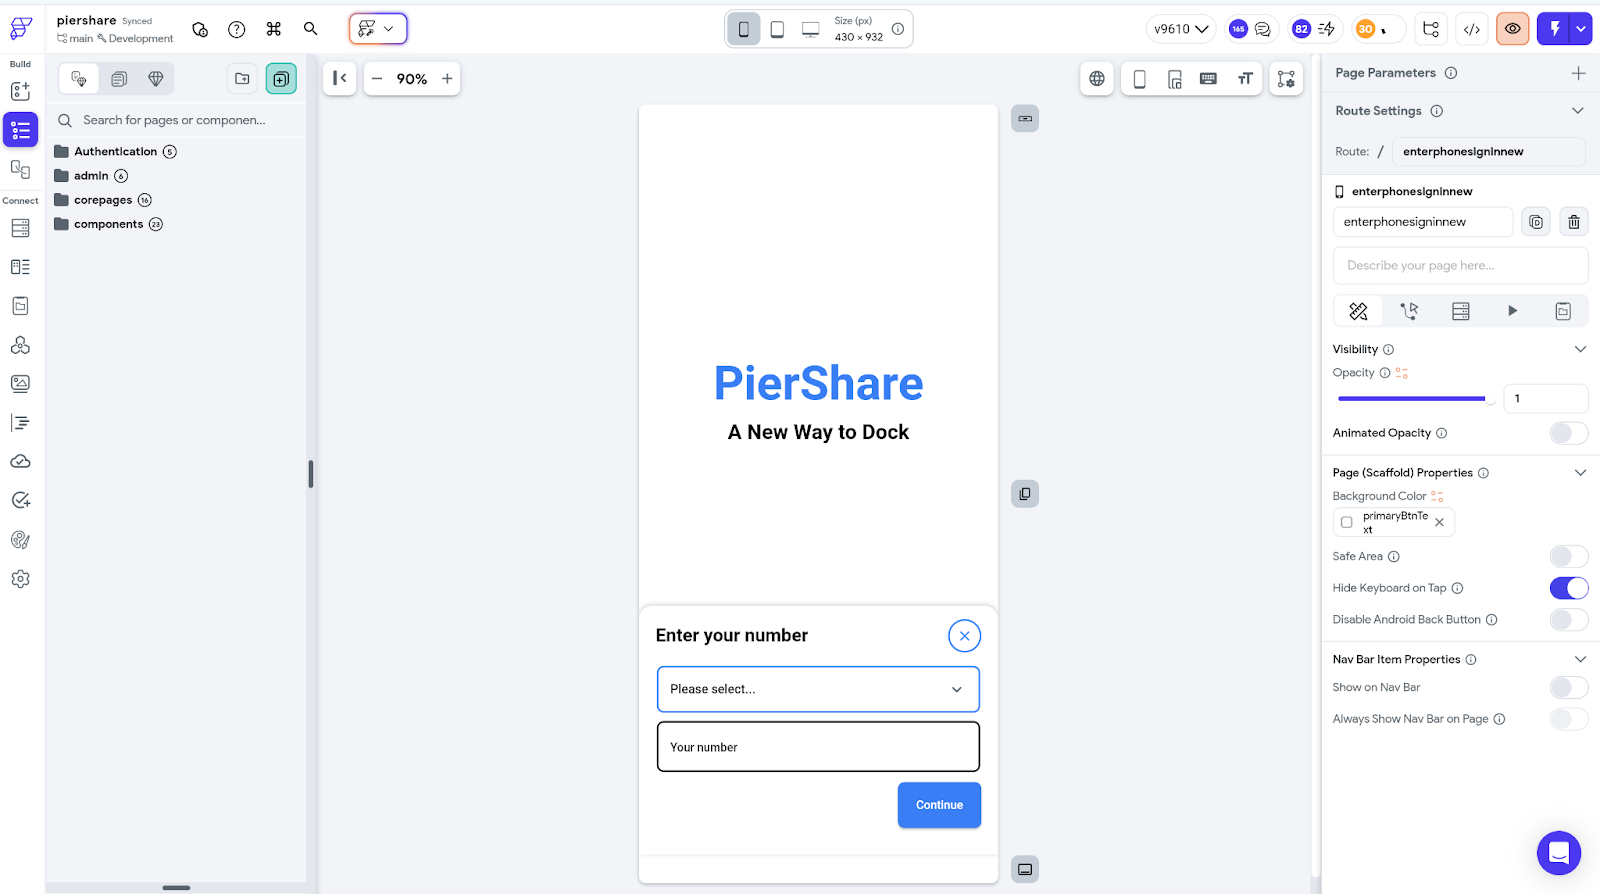 piershare Synced
main Development
Size (px)
430 × 932
v9610
165
82
30
Build
Connect
90%
Search for pages or componen...
Authentication 5
admin 6
corepages 16
components 23
PierShare
A New Way to Dock
Enter your number
Please select...
Your number
Continue
Page Parameters
Route Settings
Route: / enterphonesigninnew
enterphonesigninnew
enterphonesigninnew
Describe your page here...
Visibility
Opacity
1
Animated Opacity
Page (Scaffold) Properties
Background Color
primaryBtnTe
xt
Safe Area
Hide Keyboard on Tap
Disable Android Back Button
Nav Bar Item Properties
Show on Nav Bar
Always Show Nav Bar on Page